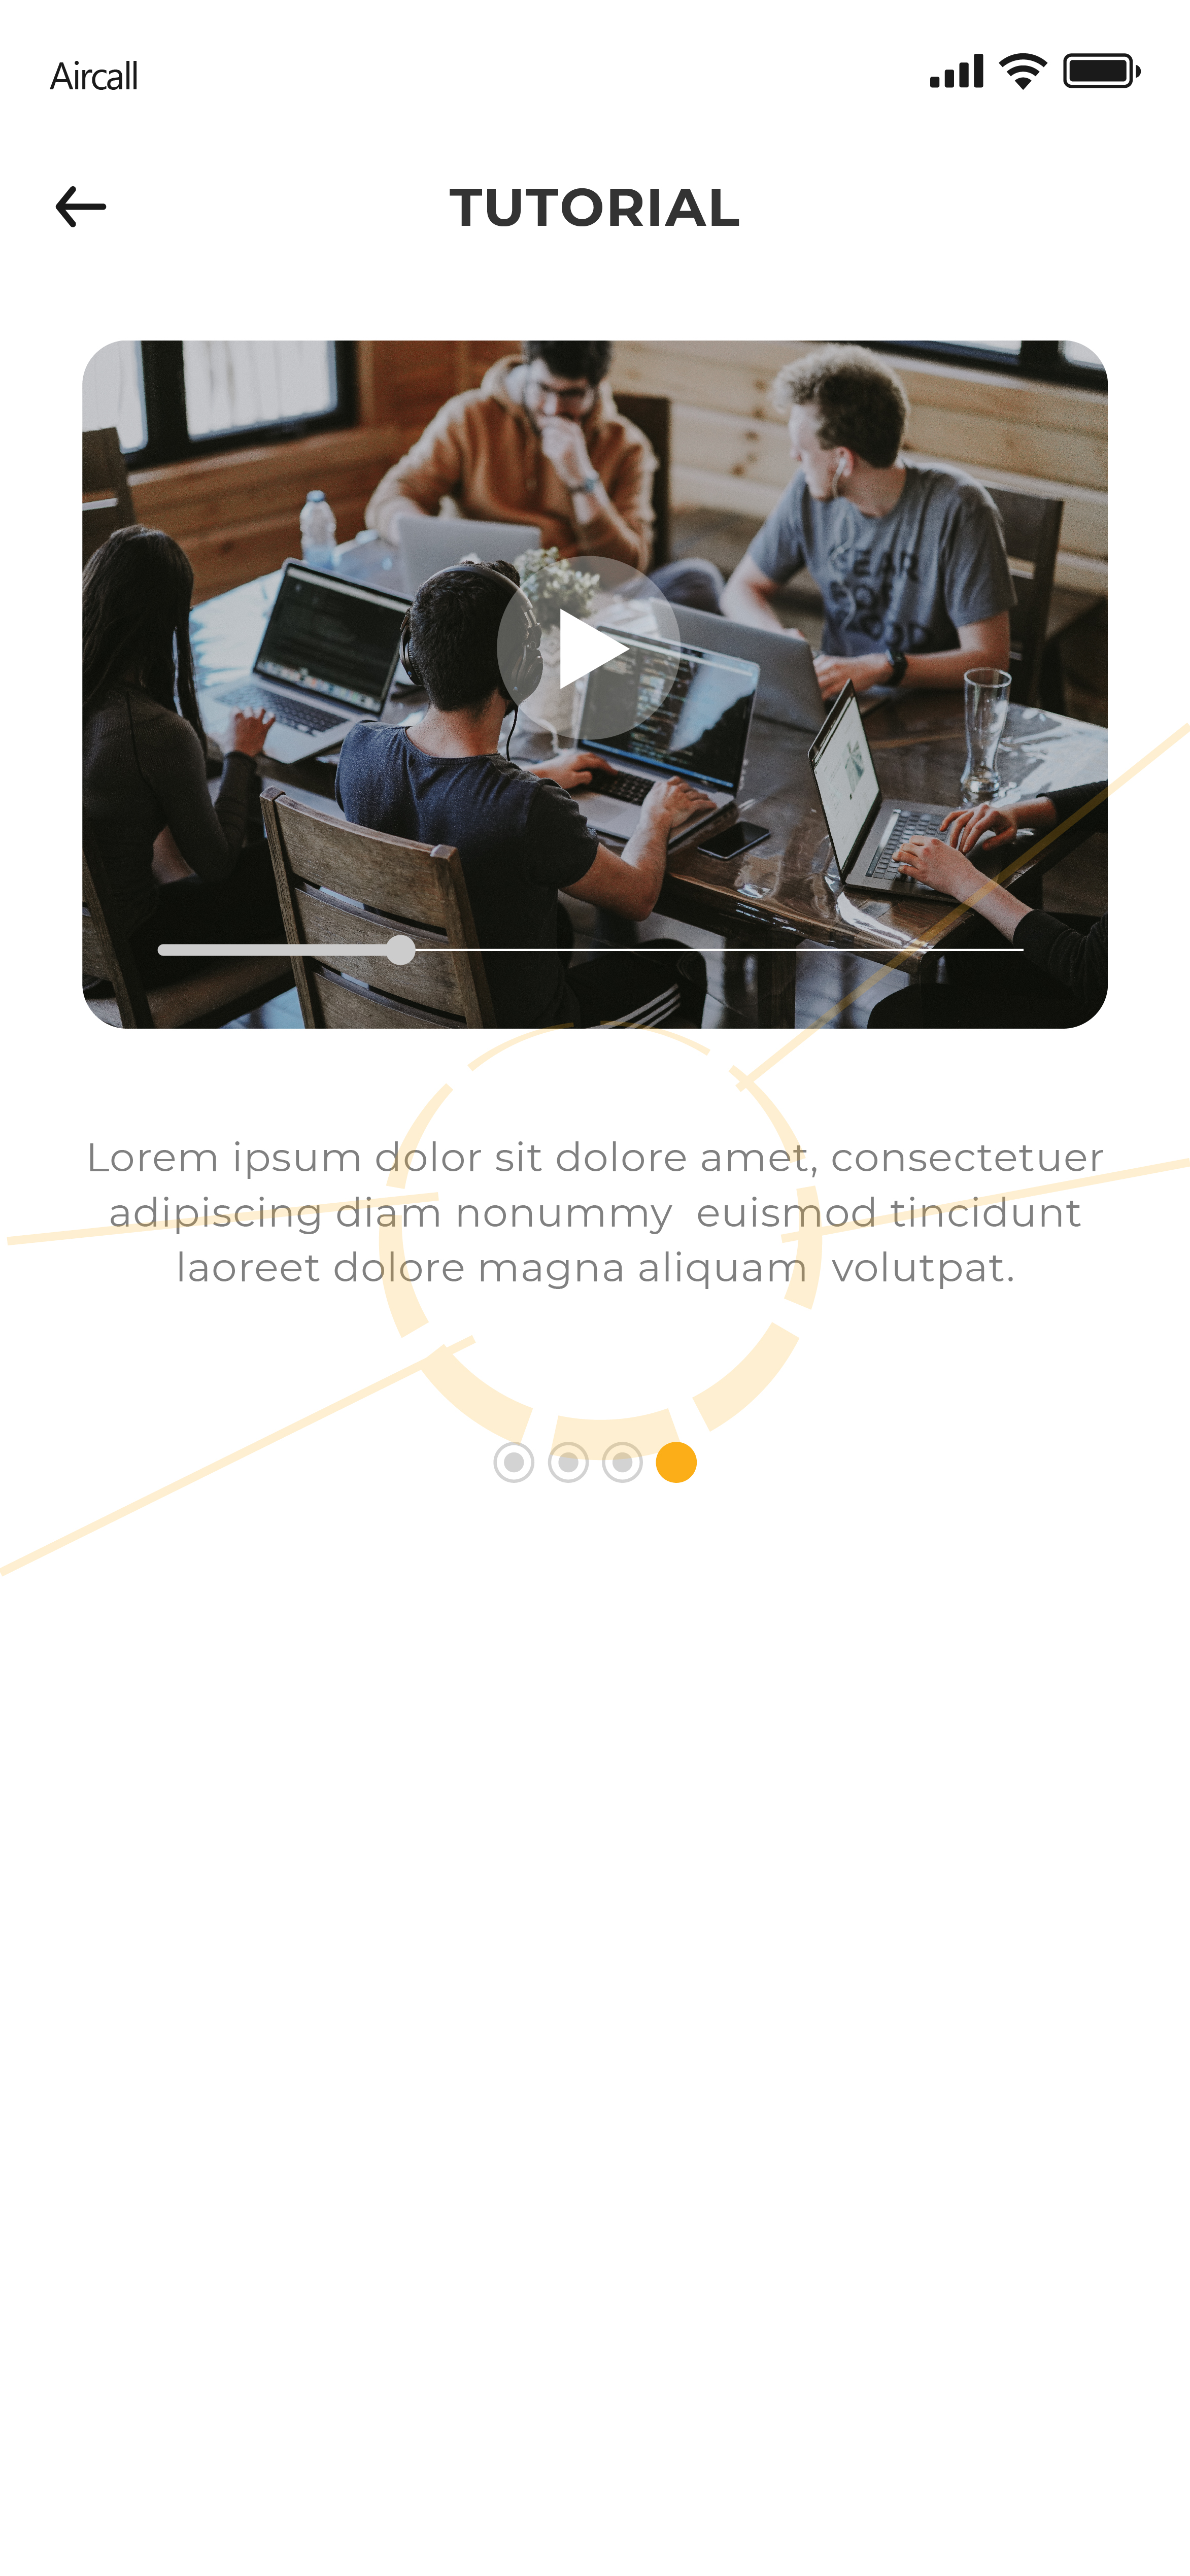 Aircall
TUTORIAL
Lorem ipsum dolor sit dolore amet, consectetuer
adipiscing diam nonummy euismod tincidunt
laoreet dolore magna aliquam volutpat.